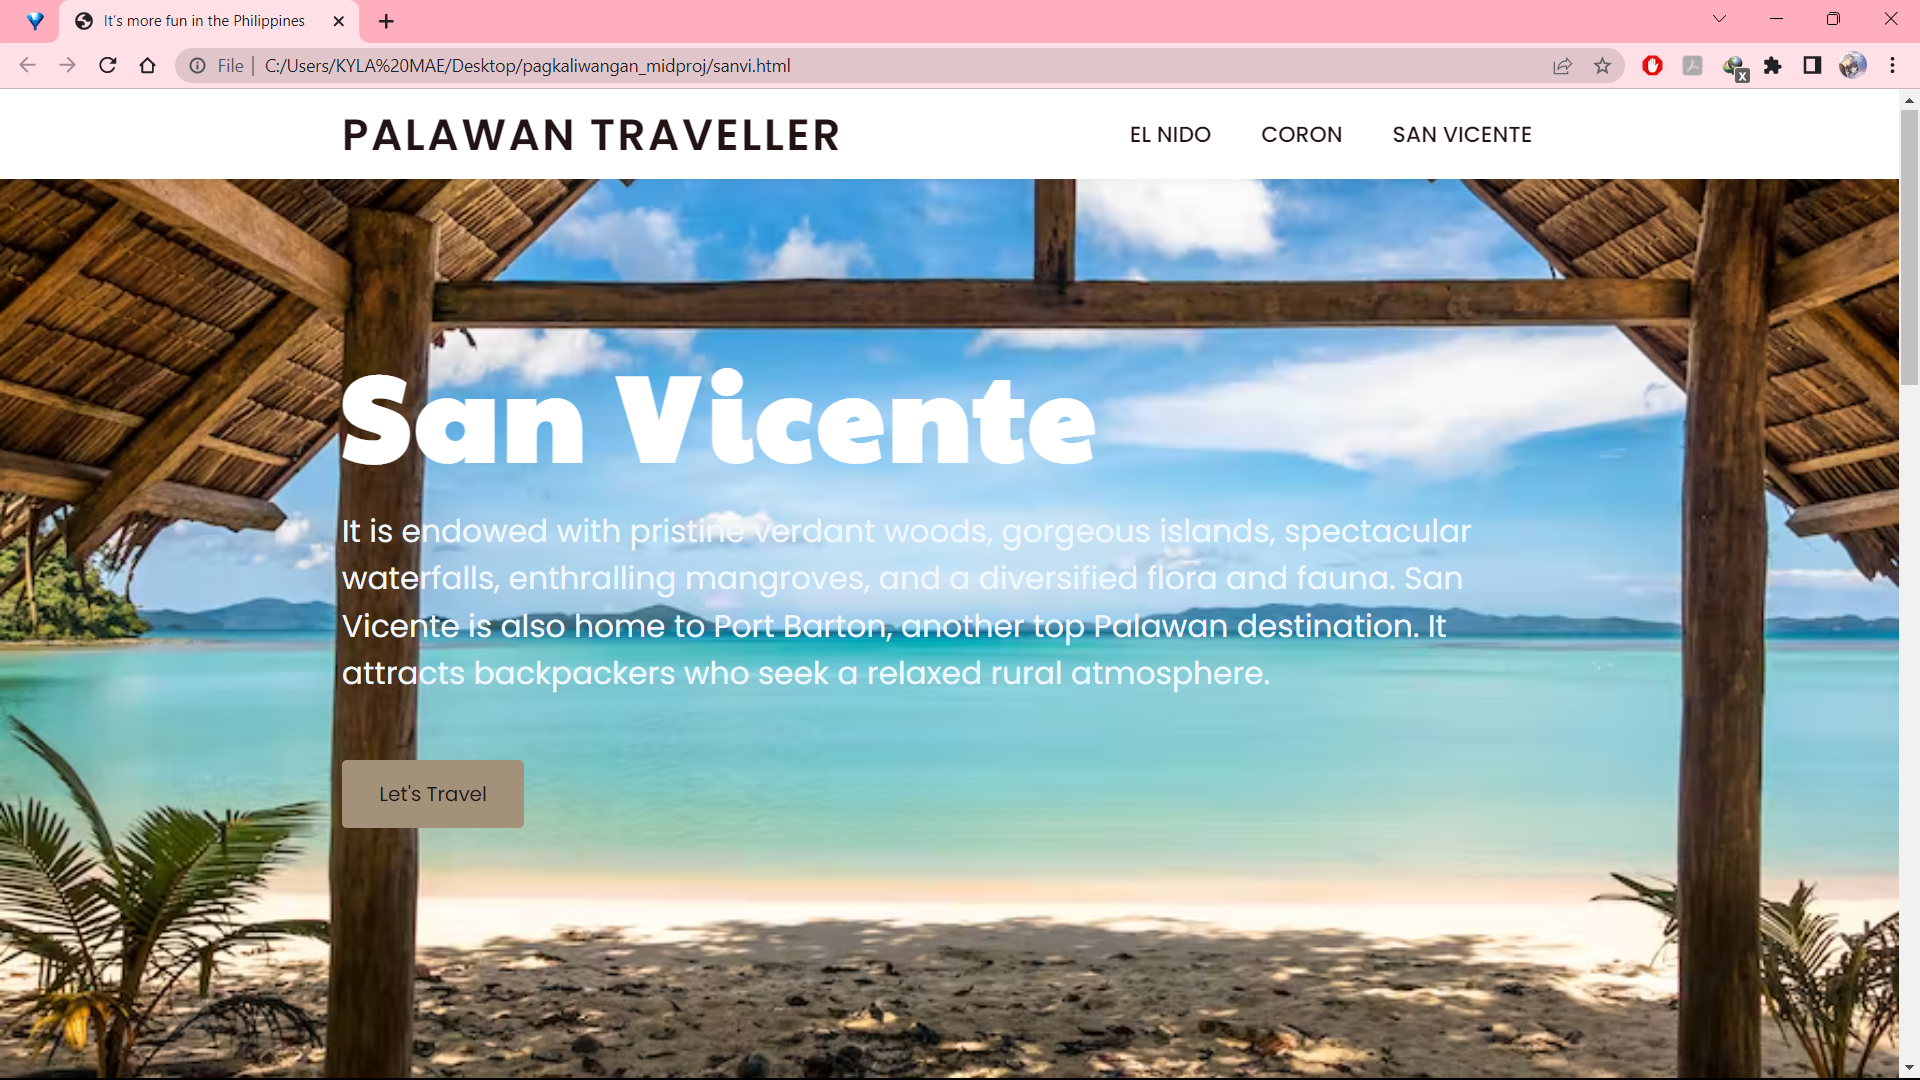 It's more fun in the Philippines
File | C:/Users/KYLA%20MAE/Desktop/pagkaliwangan_midproj/sanvi.html
PALAWAN TRAVELLER EL NIDO CORON SAN VICENTE
San Vicente
It is endowed with pristine verdant woods, gorgeous islands, spectacular
waterfalls, enthralling mangroves, and a diversified flora and fauna. San
Vicente is also home to Port Barton, another top Palawan destination. It
attracts backpackers who seek a relaxed rural atmosphere.
Let's Travel